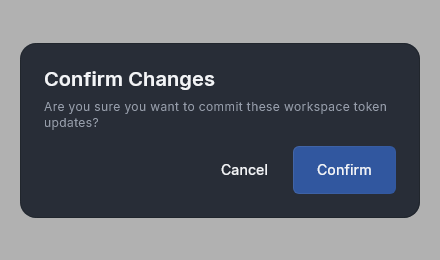 Confirm Changes
Are you sure you want to commit these workspace token
updates?
Cancel
Confirm